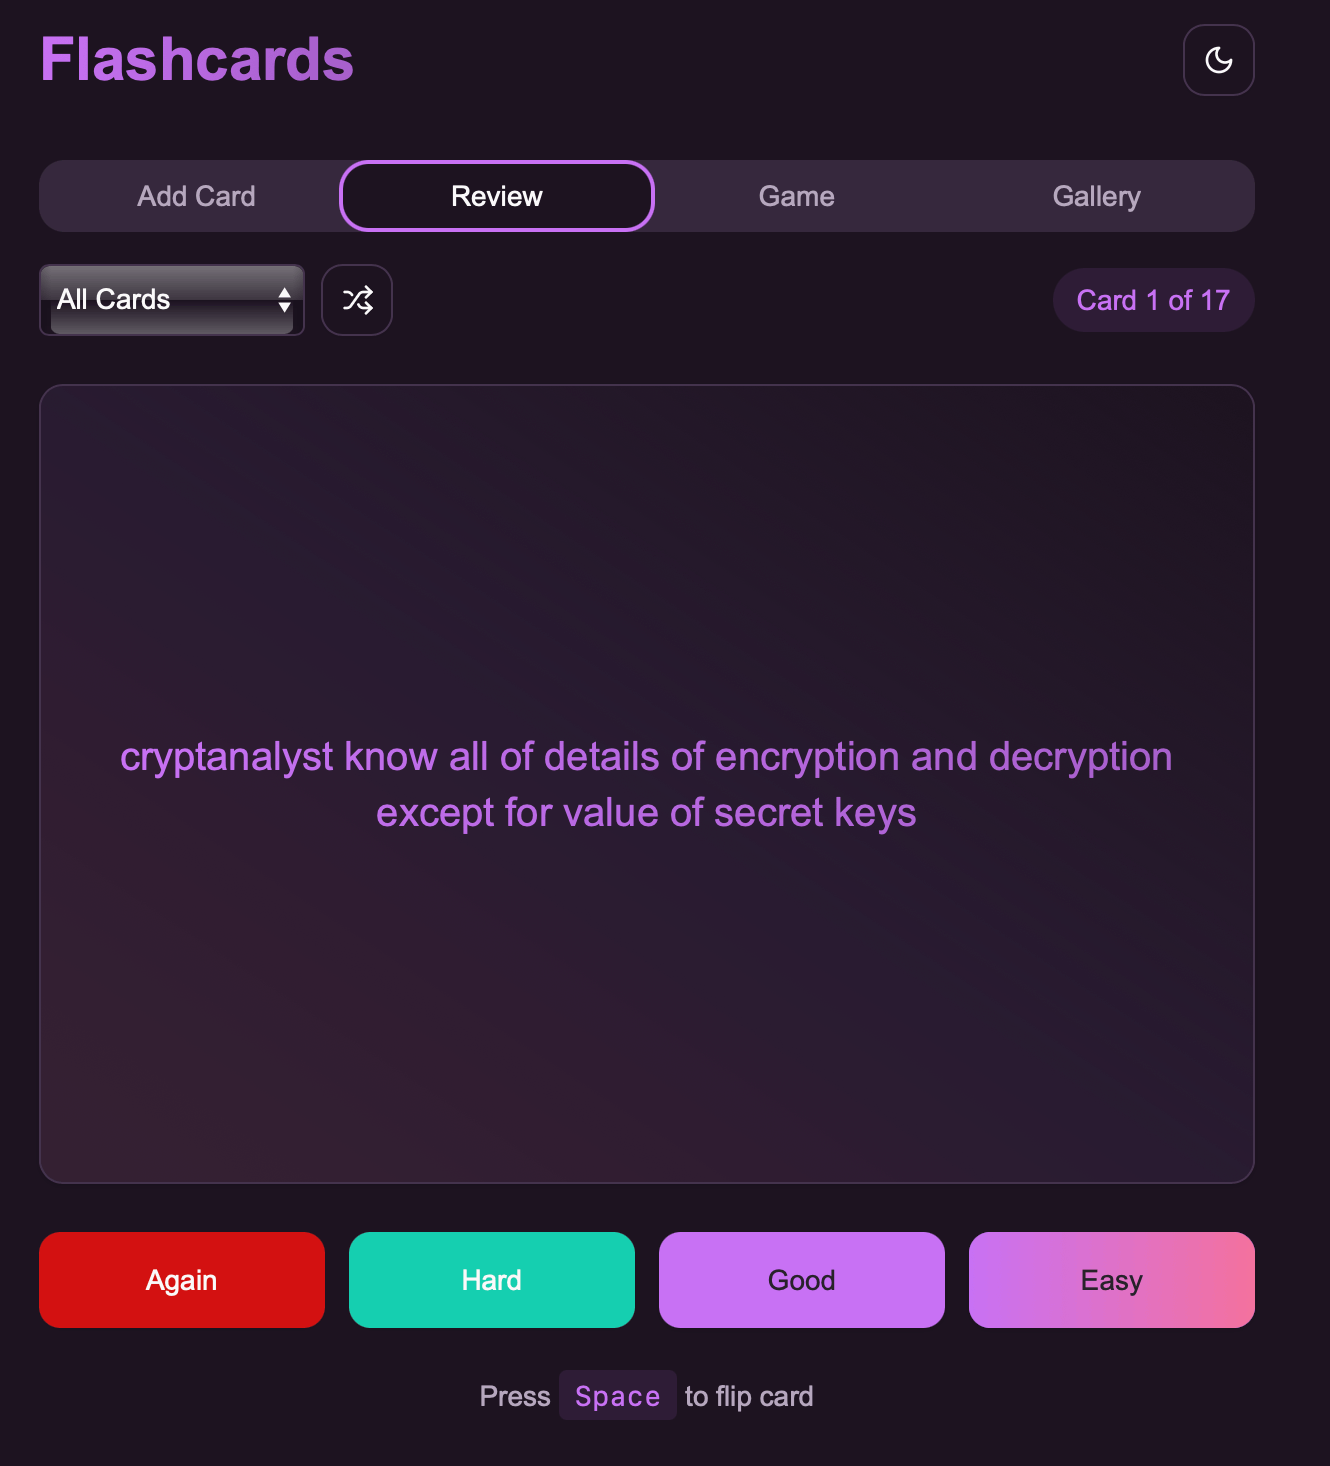 Flashcards
Add Card Review Game Gallery
All Cards Card 1 of 17
cryptanalyst know all of details of encryption and decryption
except for value of secret keys
Again Hard Good Easy
Press Space to flip card